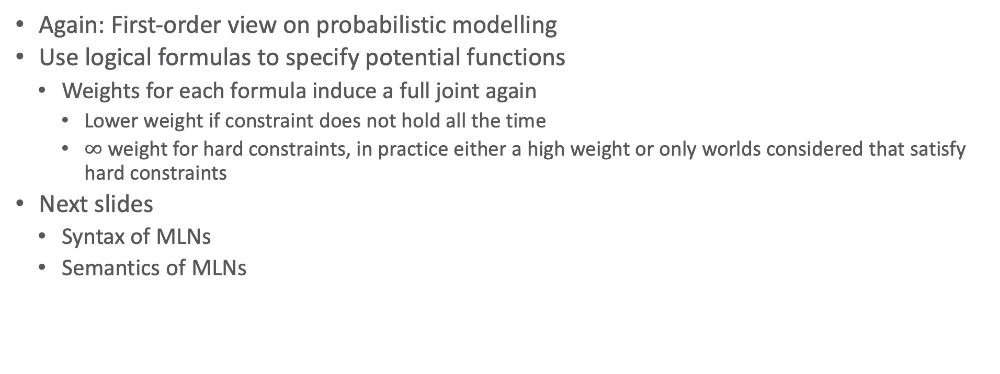 • Again: First-order view on probabilistic modelling
• Use logical formulas to specify potential functions
• Weights for each formula induce a full joint again
• Lower weight if constraint does not hold all the time
• ∞ weight for hard constraints, in practice either a high weight or only worlds considered that satisfy
hard constraints
• Next slides
• Syntax of MLNs
• Semantics of MLNs